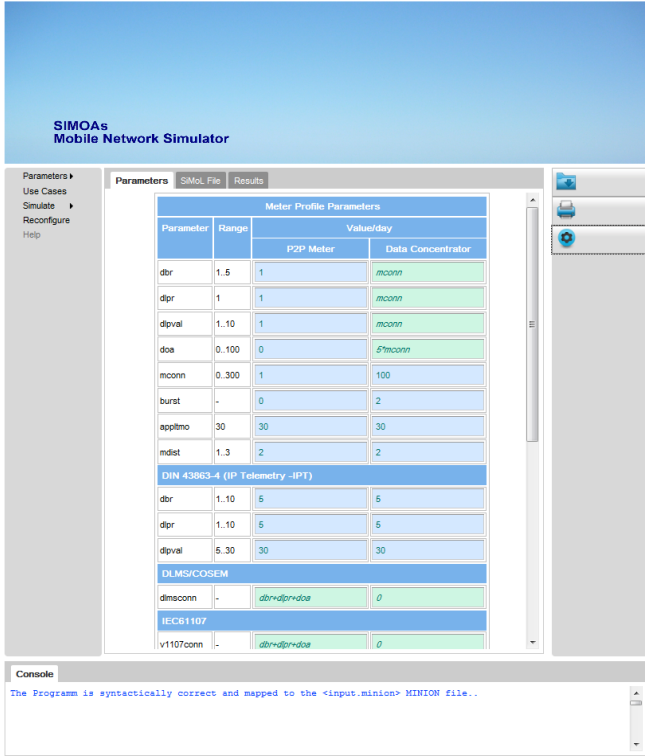 SIMOAs
Mobile Network Simulator
Parameters
Use Cases
Simulate
Reconfigure
Help
Parameters SiMoL File Results
Meter Profile Parameters
Parameter Range Value/day
P2P Meter Data Concentrator
dbr 1..5 1 mconn
dlpr 1 1 mconn
dlpval 1..10 1 mconn
doa 0..100 0 5*mconn
mconn 0..300 1 100
burst - 0 2
appltmo 30 30 30
mdist 1..3 2 2
DIN 43863-4 (IP Telemetry -IPT)
dbr 1..10 5 5
dlpr 1..10 5 5
dlpval 5..30 30 30
DLMS/COSEM
dlmsconn - dbr+dlpr+doa 0
IEC61107
v1107conn - dbr+dlpr+doa 0
Console
The Programm is syntactically correct and mapped to the <input.minion> MINION file..